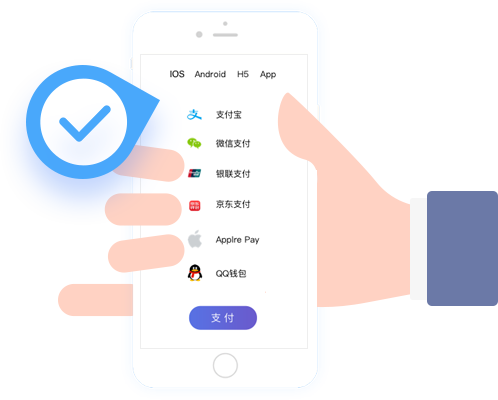 IOS Android H5 App
支付宝
微信支付
银联支付
京东支付
Applre Pay
QQ钱包
支 付